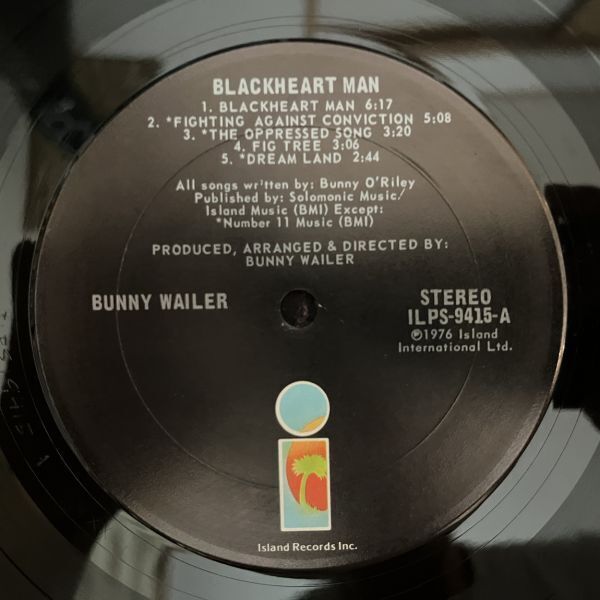 BLACKHEART MAN
1. BLACKHEART MAN 6:17
2. *FIGHTING AGAINST CONVICTION 5:08
3. *THE OPPRESSED SONG 3:20
4. FIG TREE 3:06
5. *DREAM LAND 2:44
All songs written by: Bunny O'Riley
Published by: Solomonic Music/
Island Music (BMI) Except:
*Number 11 Music (BMI)
PRODUCED, ARRANGED & DIRECTED BY:
BUNNY WAILER
BUNNY WAILER
STEREO
ILPS-9415-A
℗1976 Island
International Ltd.
Island Records Inc.